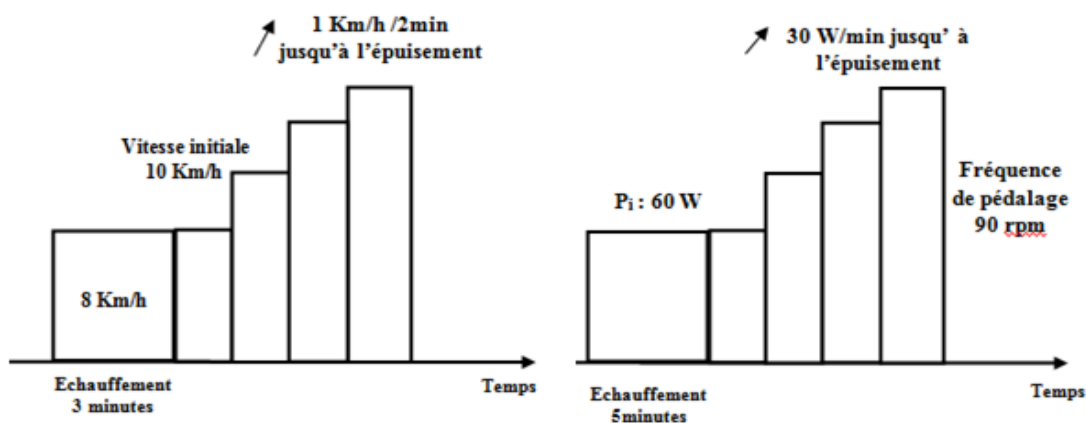 1 Km/h /2min
jusqu'à l'épuisement
Vitesse initiale
10 Km/h
8 Km/h
Echauffement
3 minutes
Temps
30 W/min jusqu' à
l'épuisement
Pi : 60 W
Fréquence
de pédalage
90 rpm
Echauffement
5minutes
Temps